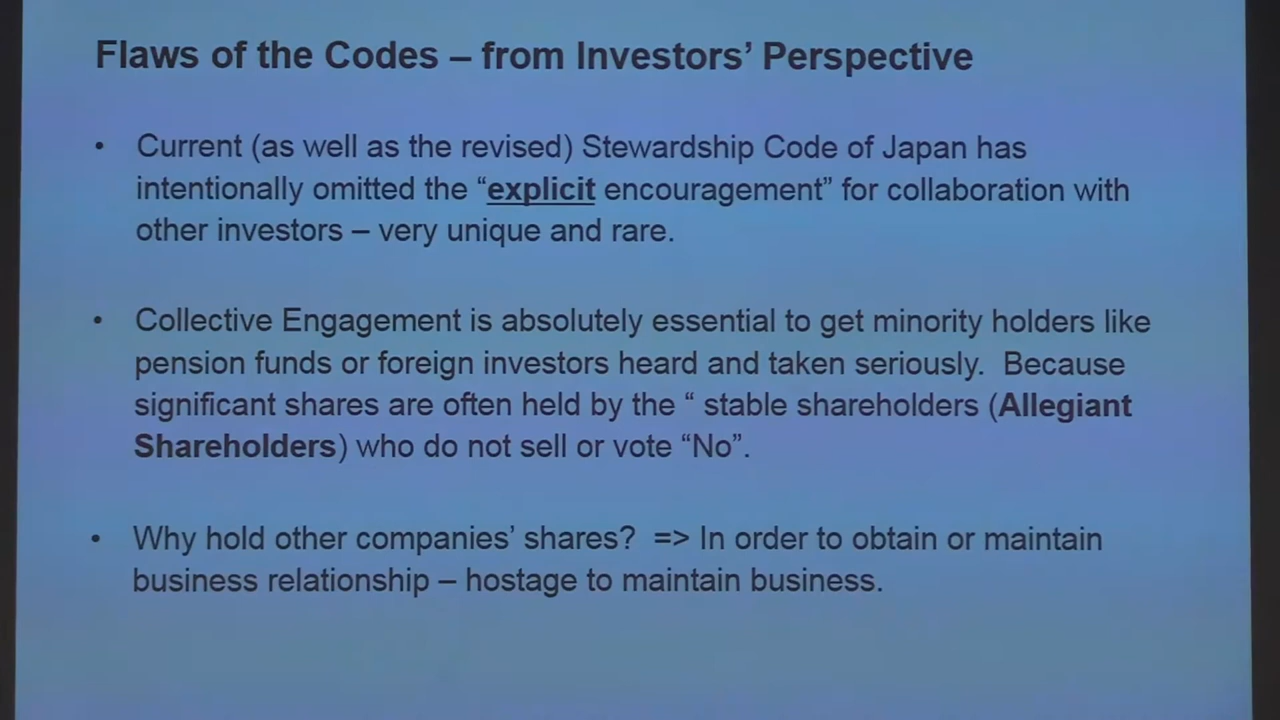 Flaws of the Codes – from Investors’ Perspective
• Current (as well as the revised) Stewardship Code of Japan has
intentionally omitted the “explicit encouragement” for collaboration with
other investors – very unique and rare.
• Collective Engagement is absolutely essential to get minority holders like
pension funds or foreign investors heard and taken seriously. Because
significant shares are often held by the “ stable shareholders (Allegiant
Shareholders) who do not sell or vote “No”.
• Why hold other companies’ shares? => In order to obtain or maintain
business relationship – hostage to maintain business.